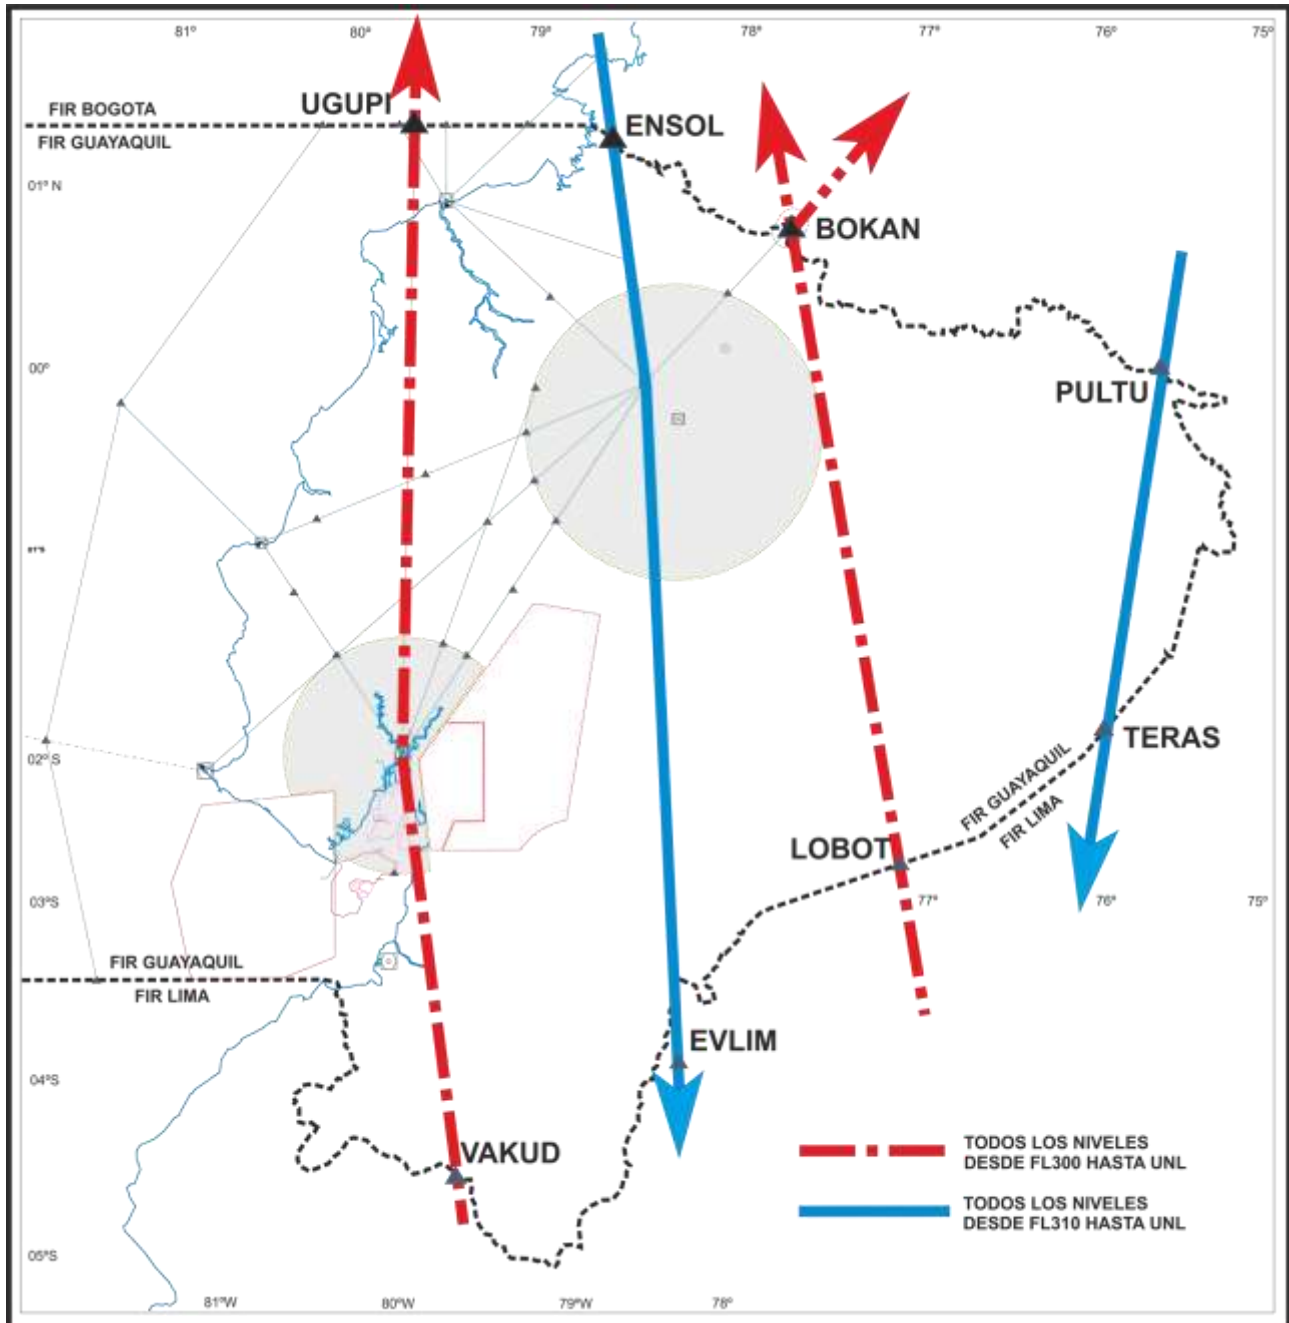 81°
80°
79°
78°
77°
76°
75°
UGUPI
FIR BOGOTA
FIR GUAYAQUIL
ENSOL
01° N
BOKAN
00°
PULTU
01°S
TERAS
02° S
FIR GUAYAQUIL
FIR LIMA
LOBOT
03°S
77°
76°
75°
FIR GUAYAQUIL
FIR LIMA
EVLIM
04°S
VAKUD
TODOS LOS NIVELES
DESDE FL300 HASTA UNL
TODOS LOS NIVELES
DESDE FL310 HASTA UNL
05°S
81°W
80°W
79°W
78°